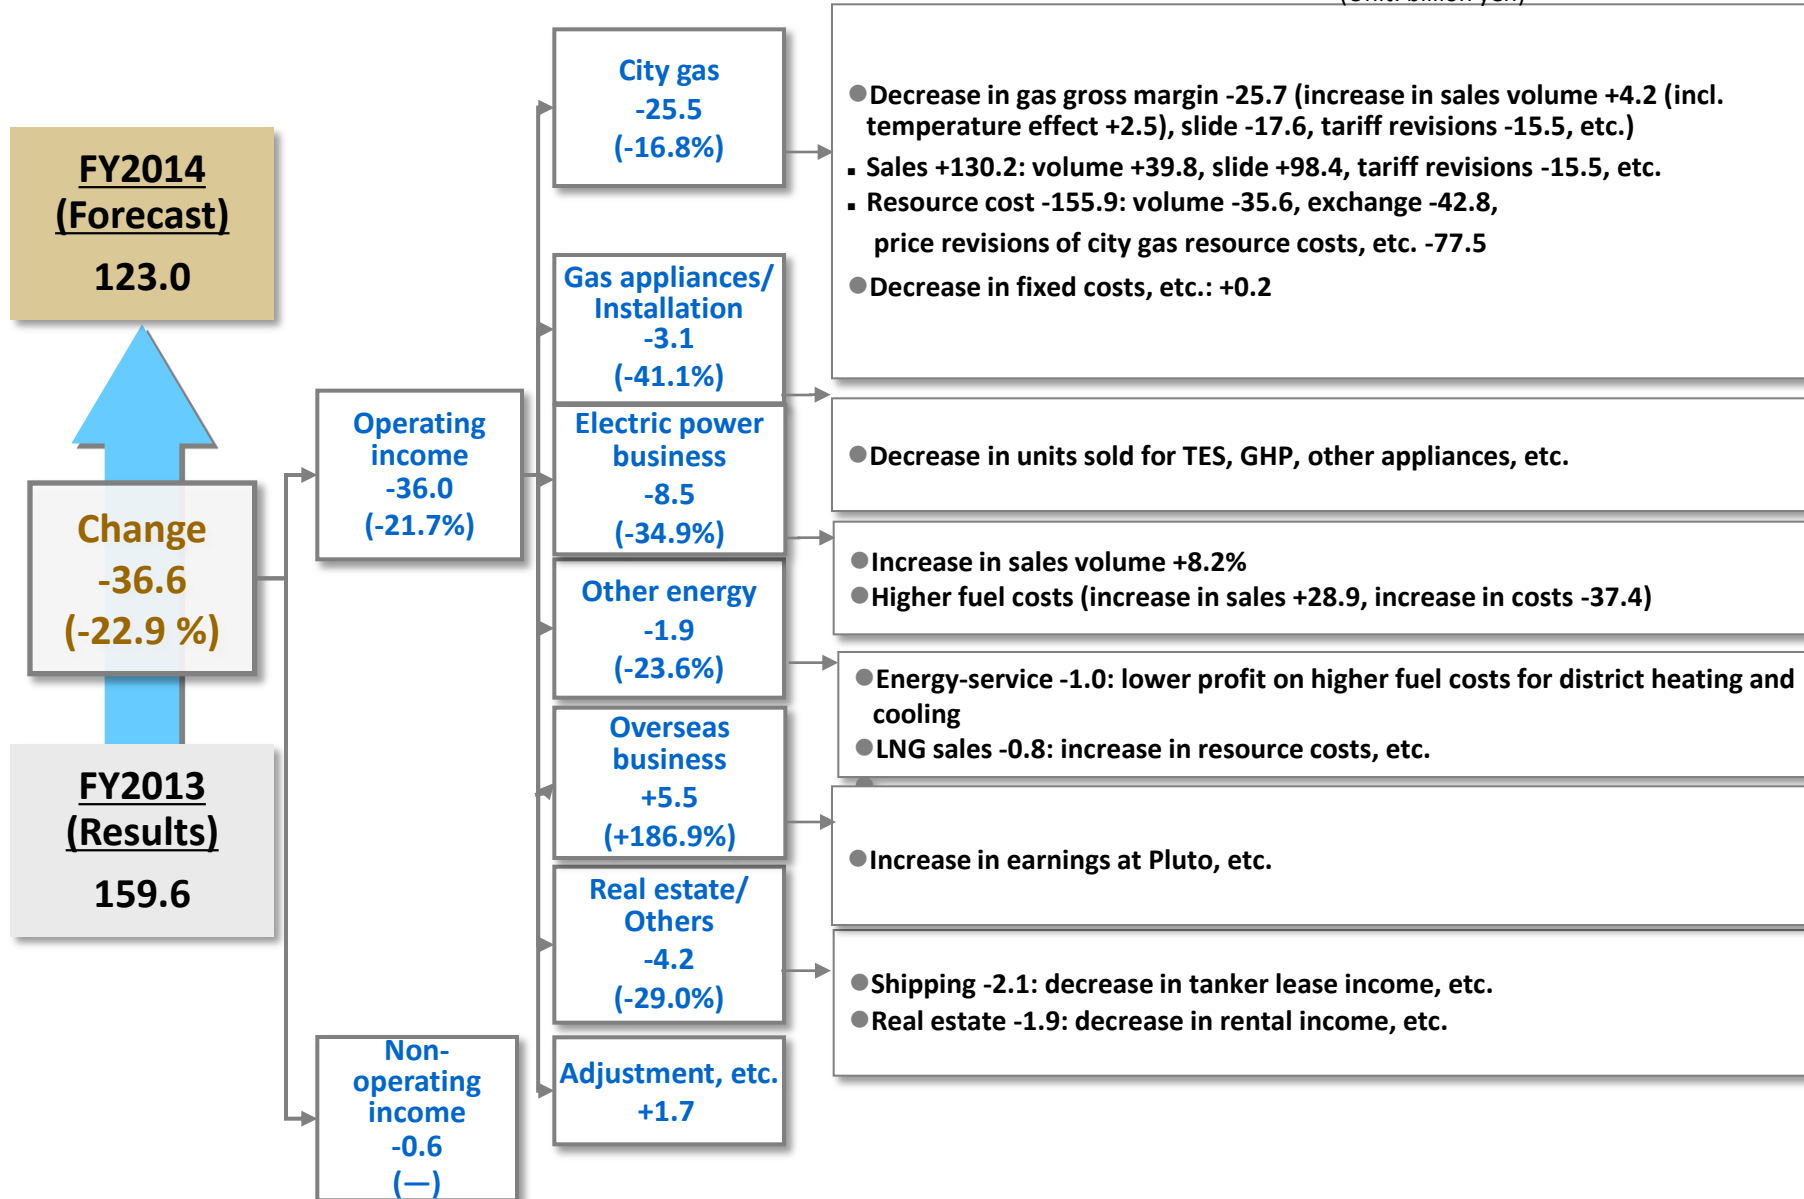 (Unit: billion yen)
FY2014
(Forecast)
123.0
Change
-36.6
(-22.9 %)
FY2013
(Results)
159.6
Operating
income
-36.0
(-21.7%)
Non-
operating
income
-0.6
(—)
City gas
-25.5
(-16.8%)
Gas appliances/
Installation
-3.1
(-41.1%)
Electric power
business
-8.5
(-34.9%)
Other energy
-1.9
(-23.6%)
Overseas
business
+5.5
(+186.9%)
Real estate/
Others
-4.2
(-29.0%)
Adjustment, etc.
+1.7
●Decrease in gas gross margin -25.7 (increase in sales volume +4.2 (incl.
temperature effect +2.5), slide -17.6, tariff revisions -15.5, etc.)
▪ Sales +130.2: volume +39.8, slide +98.4, tariff revisions -15.5, etc.
▪ Resource cost -155.9: volume -35.6, exchange -42.8,
price revisions of city gas resource costs, etc. -77.5
●Decrease in fixed costs, etc.: +0.2
●Decrease in units sold for TES, GHP, other appliances, etc.
●Increase in sales volume +8.2%
●Higher fuel costs (increase in sales +28.9, increase in costs -37.4)
●Energy-service -1.0: lower profit on higher fuel costs for district heating and
cooling
●LNG sales -0.8: increase in resource costs, etc.
●Increase in earnings at Pluto, etc.
●Shipping -2.1: decrease in tanker lease income, etc.
●Real estate -1.9: decrease in rental income, etc.